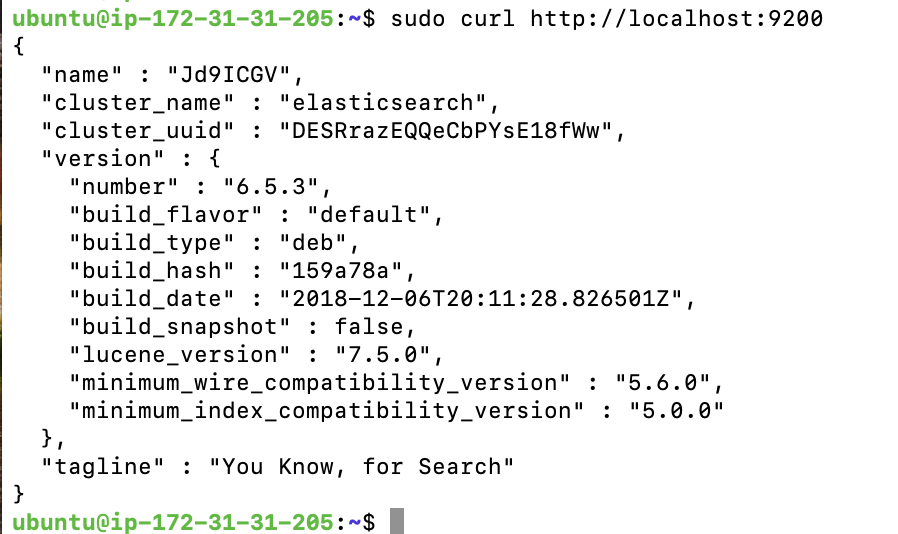 ubuntu@ip-172-31-31-205:~$ sudo curl http://localhost:9200
{
  "name" : "Jd9ICGV",
  "cluster_name" : "elasticsearch",
  "cluster_uuid" : "DESRrazEQQeCbPYsE18fWw",
  "version" : {
    "number" : "6.5.3",
    "build_flavor" : "default",
    "build_type" : "deb",
    "build_hash" : "159a78a",
    "build_date" : "2018-12-06T20:11:28.826501Z",
    "build_snapshot" : false,
    "lucene_version" : "7.5.0",
    "minimum_wire_compatibility_version" : "5.6.0",
    "minimum_index_compatibility_version" : "5.0.0"
  },
  "tagline" : "You Know, for Search"
}
ubuntu@ip-172-31-31-205:~$